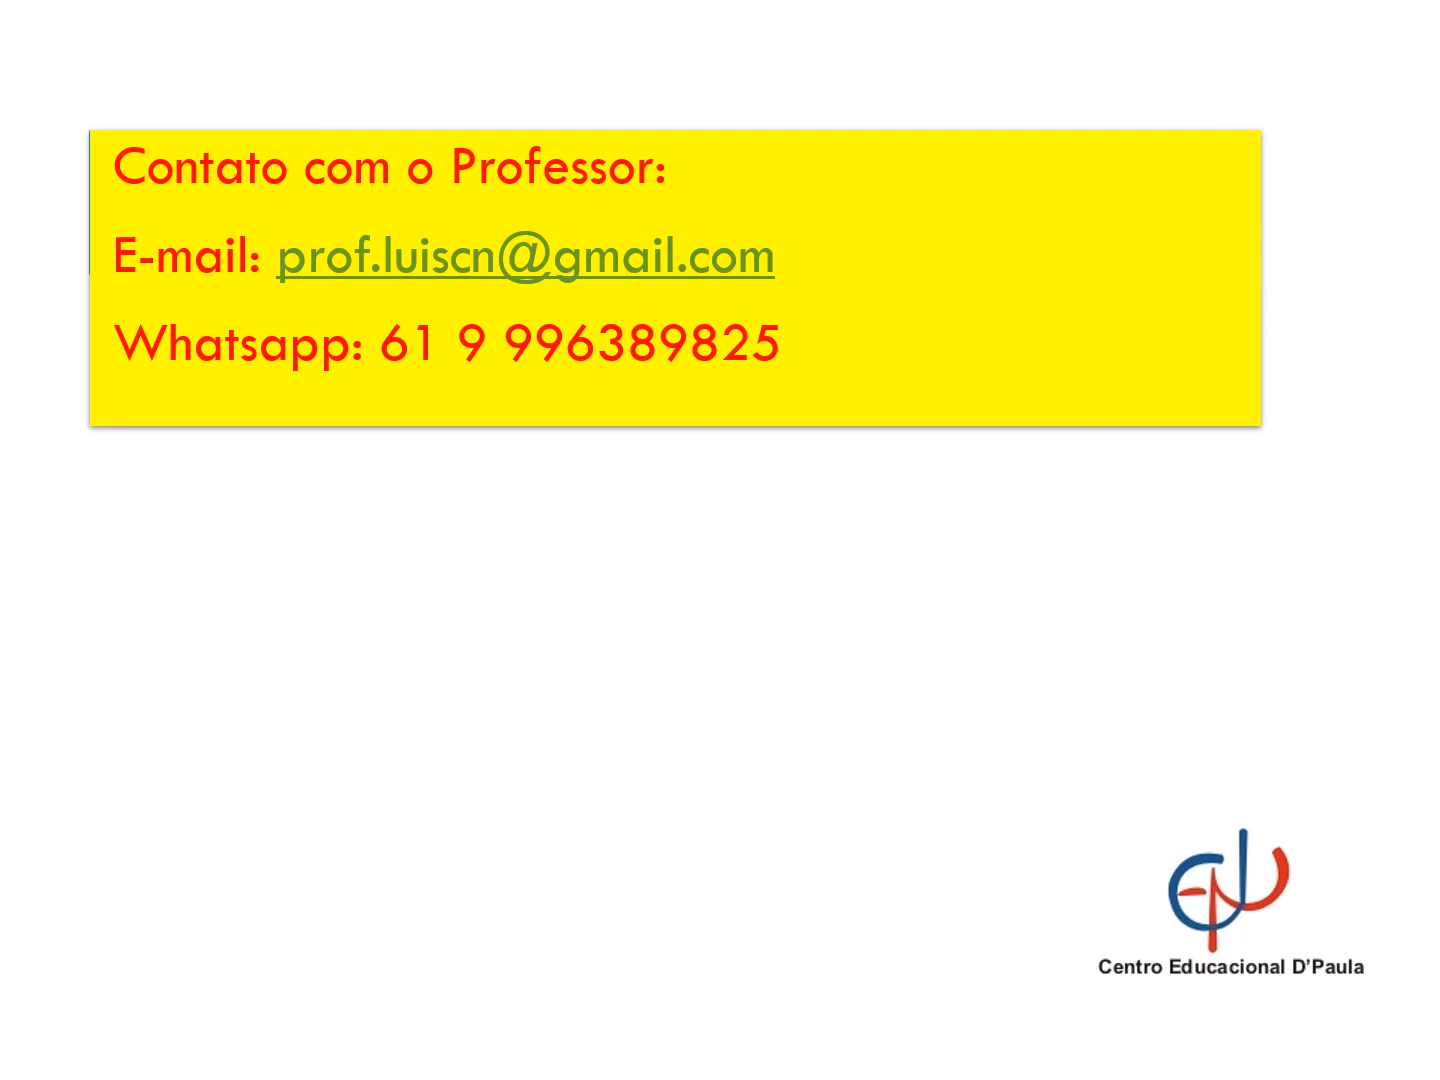 Contato com o Professor:
E-mail: prof.luiscn@gmail.com
Whatsapp: 61 9 996389825
Centro Educacional D’Paula